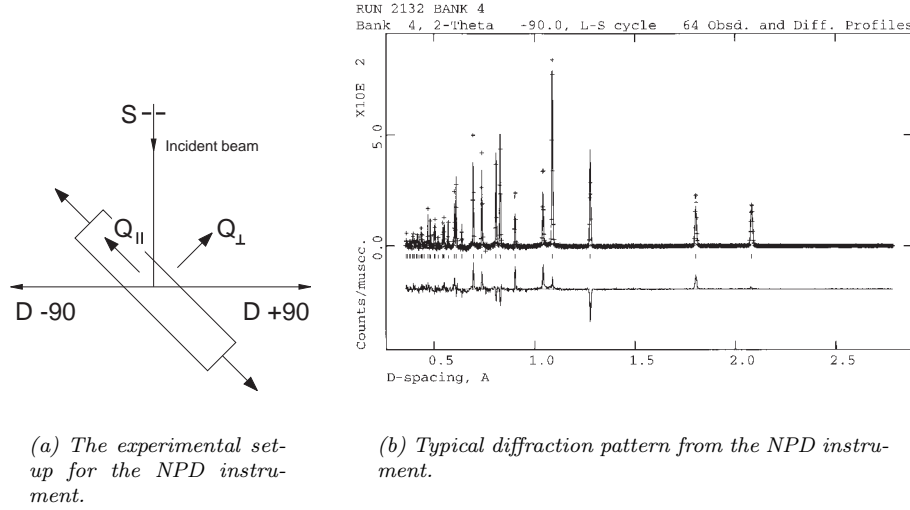 RUN 2132 BANK 4
Bank 4, 2-Theta -90.0, L-S cycle 64 Obsd. and Diff. Profiles
S
Incident beam
Q||
Q⊥
D -90
D +90
X10E 2
5.0
0.0
Counts/musec.
0.5
1.0
1.5
2.0
2.5
D-spacing, A
(a) The experimental set-
up for the NPD instru-
ment.
(b) Typical diffraction pattern from the NPD instru-
ment.